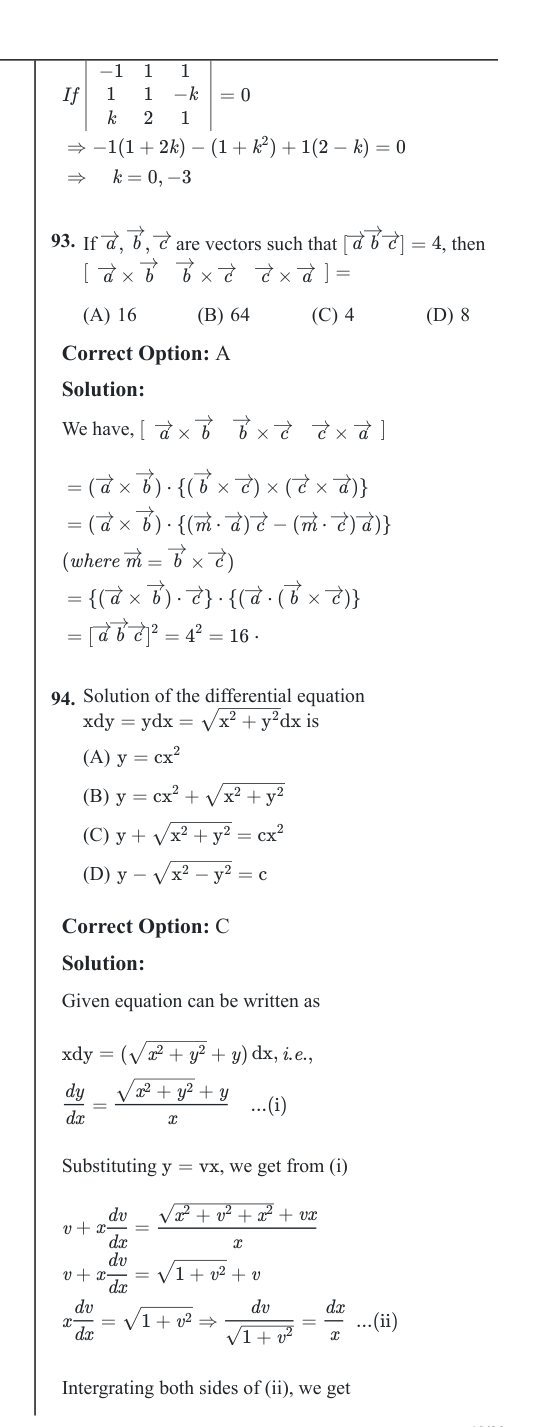 If | −1 1 1 |
| 1 1 −k | = 0
| k 2 1 |
⇒ −1(1 + 2k) − (1 + k²) + 1(2 − k) = 0
⇒ k = 0, −3
93. If a⃗, b⃗, c⃗ are vectors such that [a⃗ b⃗ c⃗] = 4, then
[ a⃗ × b⃗ b⃗ × c⃗ c⃗ × a⃗ ] =
(A) 16 (B) 64 (C) 4 (D) 8
Correct Option: A
Solution:
We have, [ a⃗ × b⃗ b⃗ × c⃗ c⃗ × a⃗ ]
= (a⃗ × b⃗) · {(b⃗ × c⃗) × (c⃗ × a⃗)}
= (a⃗ × b⃗) · {(m⃗ · a⃗)c⃗ − (m⃗ · c⃗)a⃗)}
(where m⃗ = b⃗ × c⃗)
= {(a⃗ × b⃗) · c⃗} · {(a⃗ · (b⃗ × c⃗)}
= [a⃗ b⃗ c⃗]² = 4² = 16 ·
94. Solution of the differential equation
xdy = ydx = √(x² + y²)dx is
(A) y = cx²
(B) y = cx² + √(x² + y²)
(C) y + √(x² + y²) = cx²
(D) y − √(x² − y²) = c
Correct Option: C
Solution:
Given equation can be written as
xdy = (√(x² + y²) + y) dx, i.e.,
dy/dx = (√(x² + y²) + y)/x ...(i)
Substituting y = vx, we get from (i)
v + x dv/dx = (√(x² + v² + x²) + vx)/x
v + x dv/dx = √(1 + v²) + v
x dv/dx = √(1 + v²) ⇒ dv/√(1 + v²) = dx/x ...(ii)
Intergrating both sides of (ii), we get